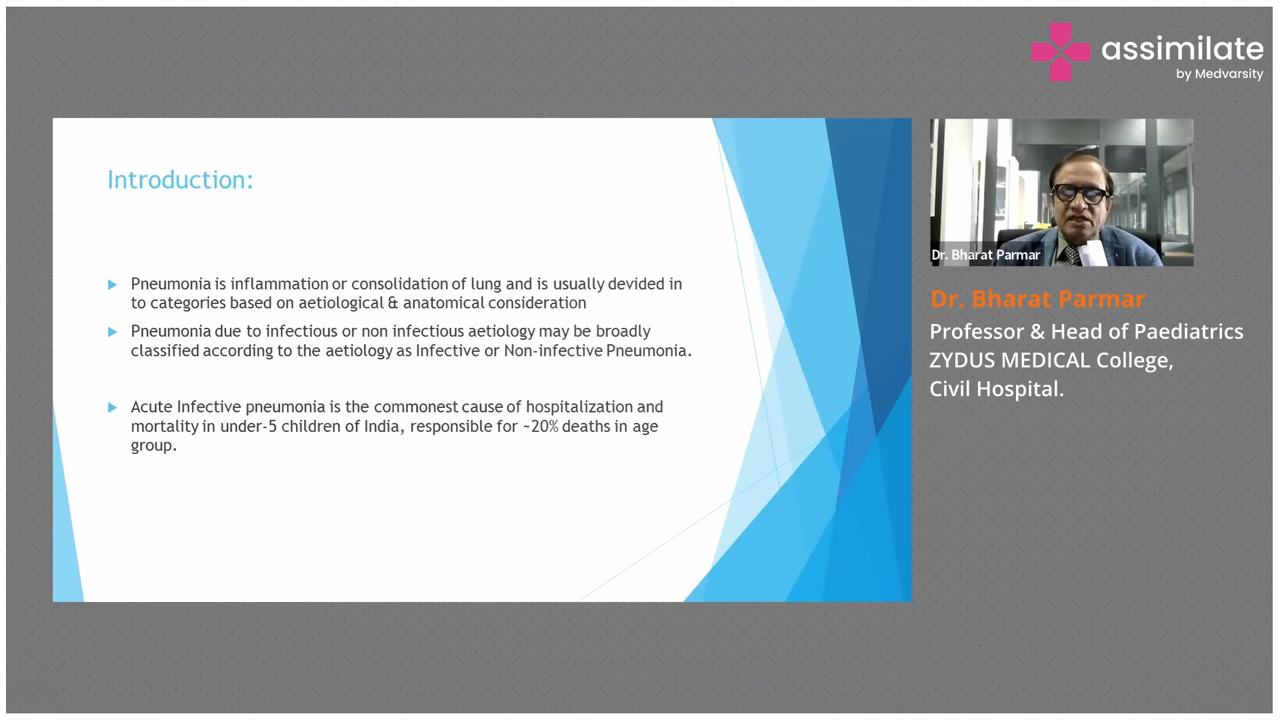 assimilate
by Medvarsity
Introduction:
Pneumonia is inflammation or consolidation of lung and is usually devided in
to categories based on aetiological & anatomical consideration
Pneumonia due to infectious or non infectious aetiology may be broadly
classified according to the aetiology as Infective or Non-infective Pneumonia.
Acute Infective pneumonia is the commonest cause of hospitalization and
mortality in under-5 children of India, responsible for ~20% deaths in age
group.
Dr. Bharat Parmar
Dr. Bharat Parmar
Professor & Head of Paediatrics
ZYDUS MEDICAL College,
Civil Hospital.